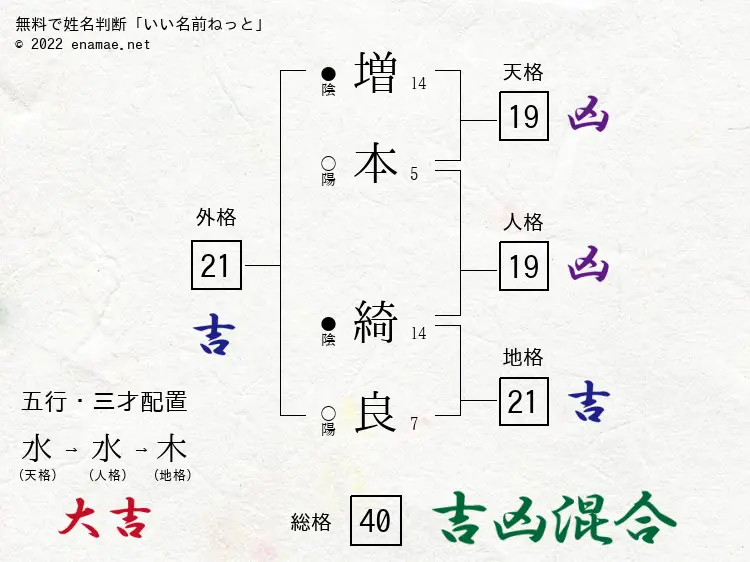 無料で姓名判断「いい名前ねっと」
© 2022 enamae.net
●陰 増 14
○陽 本 5
●陰 綺 14
○陽 良 7
天格
19 凶
人格
19 凶
地格
21 吉
外格
21
吉
五行・三才配置
水→水→木
(天格) (人格) (地格)
大吉
総格 40 吉凶混合